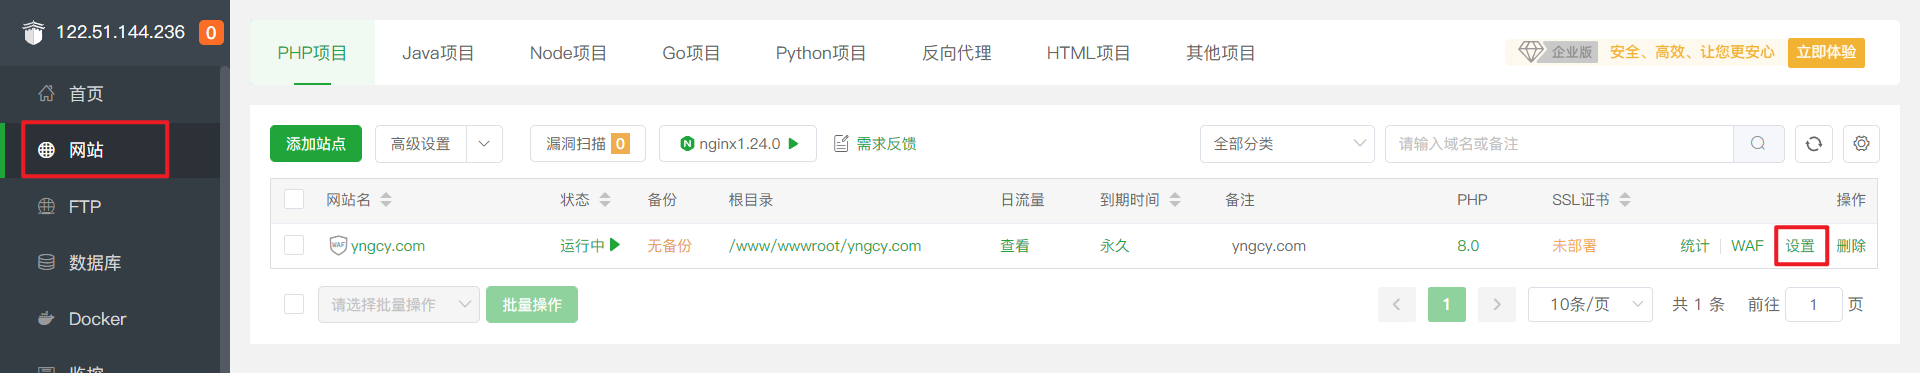 122.51.144.236 0
首页
网站
FTP
数据库
Docker
监控
PHP项目 Java项目 Node项目 Go项目 Python项目 反向代理 HTML项目 其他项目 企业版 安全、高效、让您更安心 立即体验
添加站点 高级设置 漏洞扫描 0 nginx1.24.0 需求反馈 全部分类 请输入域名或备注
网站名 状态 备份 根目录 日流量 到期时间 备注 PHP SSL证书 操作
WAF yngcy.com 运行中 无备份 /www/wwwroot/yngcy.com 查看 永久 yngcy.com 8.0 未部署 统计 WAF 设置 删除
请选择批量操作 批量操作 1 10条/页 共 1 条 前往 1 页